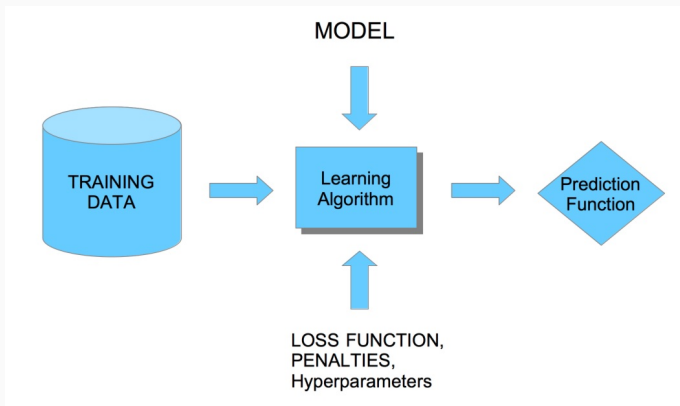 MODEL
TRAINING
DATA
Learning
Algorithm
Prediction
Function
LOSS FUNCTION,
PENALTIES,
Hyperparameters